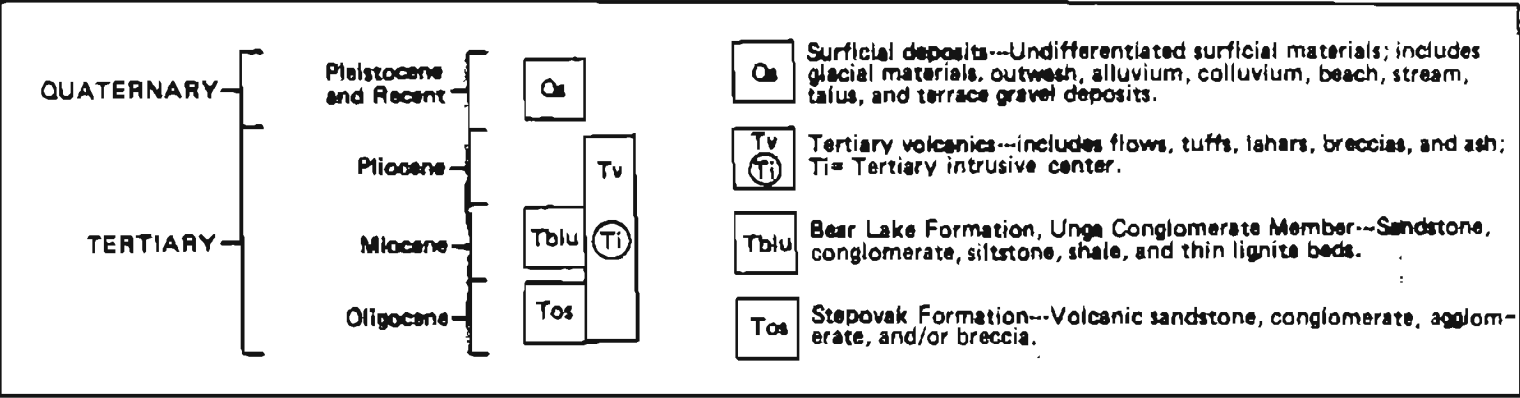 QUATERNARY
Pleistocene
and Recent
Qs
Pliocene
Tv
TERTIARY
Miocene
Tblu
Ti
Oligocene
Tos
Qs
Surficial deposits---Undifferentiated surficial materials; includes
glacial materials, outwash, alluvium, colluvium, beach, stream,
talus, and terrace gravel deposits.
Tv
Ti
Tertiary volcanics---includes flows, tuffs, lahars, breccias, and ash;
Ti= Tertiary intrusive center.
Tblu
Bear Lake Formation, Unga Conglomerate Member--Sandstone,
conglomerate, siltstone, shale, and thin lignite beds.
Tos
Stepovak Formation---Volcanic sandstone, conglomerate, agglom-
erate, and/or breccia.